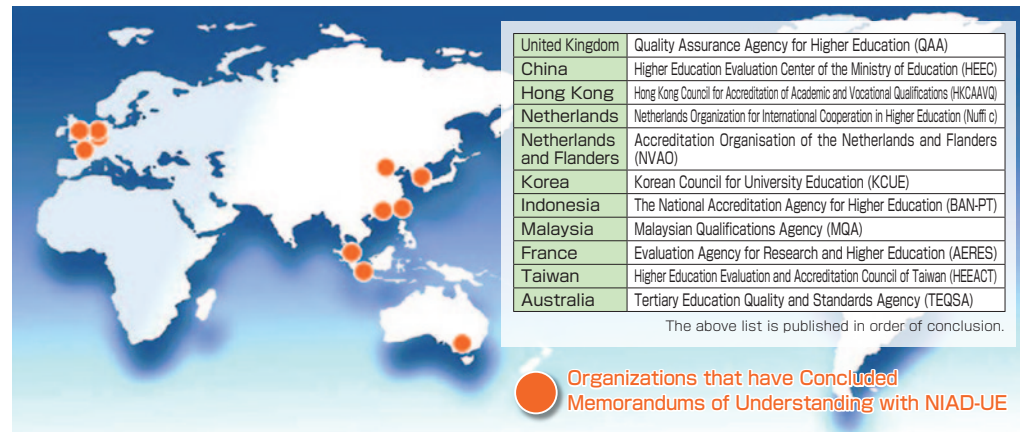 United Kingdom Quality Assurance Agency for Higher Education (QAA)
China Higher Education Evaluation Center of the Ministry of Education (HEEC)
Hong Kong Hong Kong Council for Accreditation of Academic and Vocational Qualifications (HKCAAVQ)
Netherlands Netherlands Organization for International Cooperation in Higher Education (Nuffi c)
Netherlands and Flanders Accreditation Organisation of the Netherlands and Flanders
(NVAO)
Korea Korean Council for University Education (KCUE)
Indonesia The National Accreditation Agency for Higher Education (BAN-PT)
Malaysia Malaysian Qualifications Agency (MQA)
France Evaluation Agency for Research and Higher Education (AERES)
Taiwan Higher Education Evaluation and Accreditation Council of Taiwan (HEEACT)
Australia Tertiary Education Quality and Standards Agency (TEQSA)
The above list is published in order of conclusion.
Organizations that have Concluded
Memorandums of Understanding with NIAD-UE